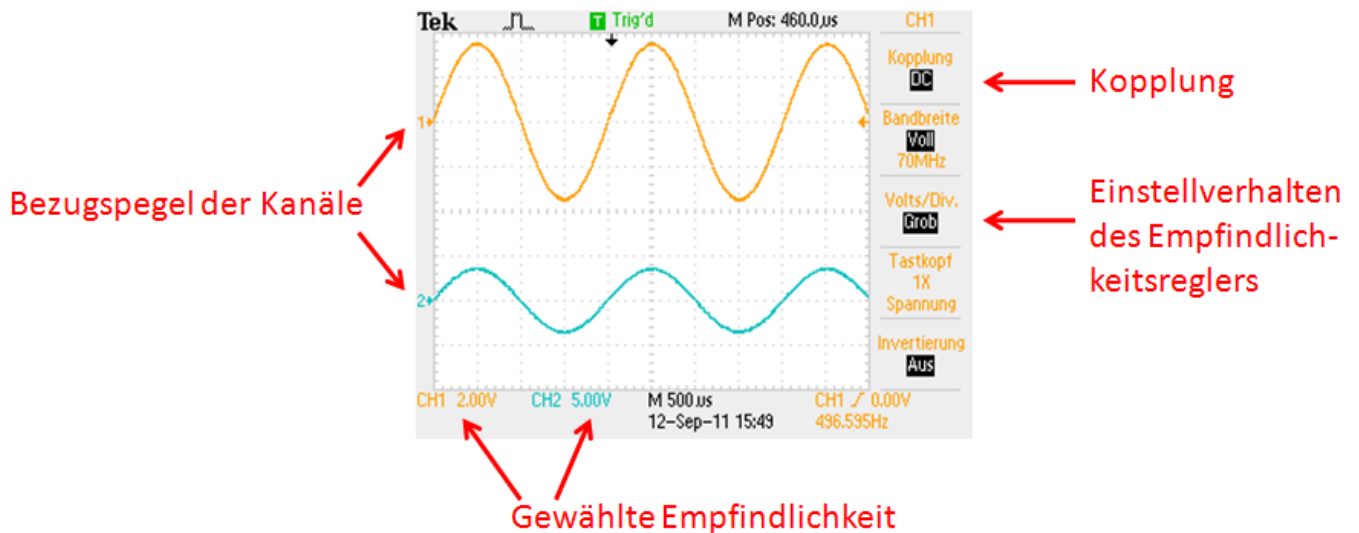 Tek Trig'd M Pos: 460.0µs CH1
Kopplung
DC
Kopplung
1
Bandbreite
Voll
70MHz
Bezugspegel der Kanäle
Volts/Div.
Grob
Einstellverhalten
des Empfindlich-
keitsreglers
Tastkopf
1X
Spannung
2
Invertierung
Aus
CH1 2.00V CH2 5.00V M 500µs CH1 0.00V
12-Sep-11 15:49 496.595Hz
Gewählte Empfindlichkeit